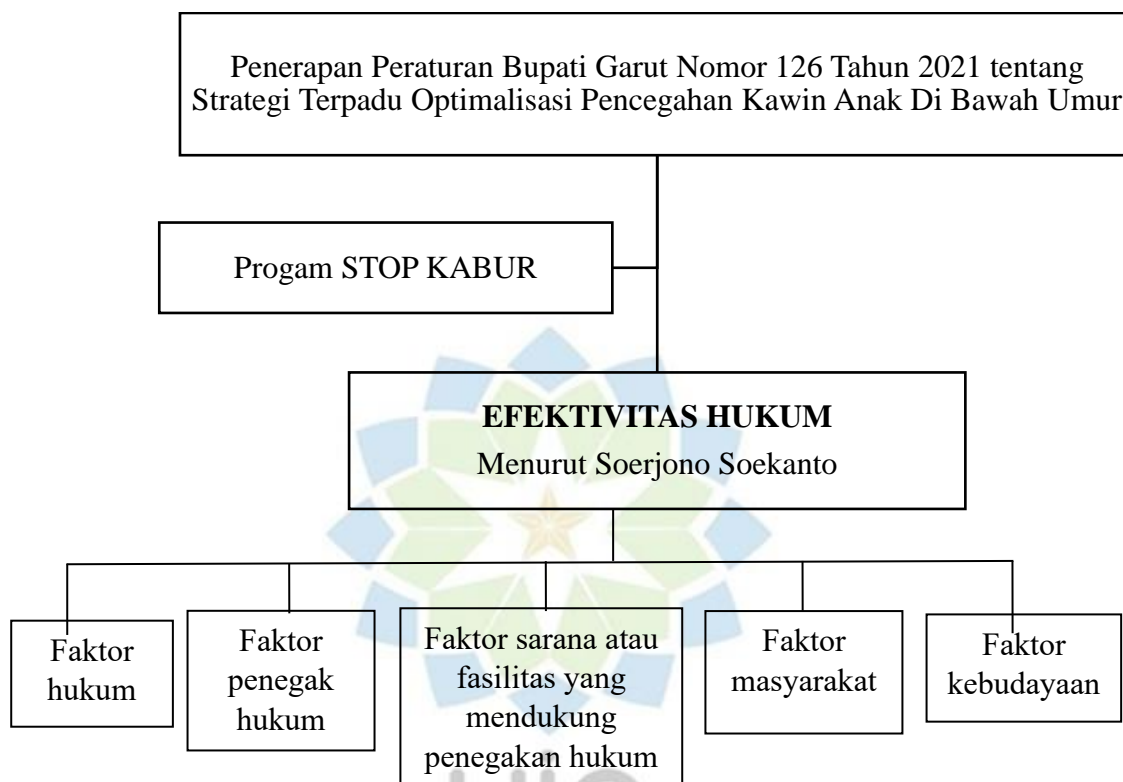 Penerapan Peraturan Bupati Garut Nomor 126 Tahun 2021 tentang
Strategi Terpadu Optimalisasi Pencegahan Kawin Anak Di Bawah Umur
Progam STOP KABUR
EFEKTIVITAS HUKUM
Menurut Soerjono Soekanto
Faktor
hukum
Faktor
penegak
hukum
Faktor sarana atau
fasilitas yang
mendukung
penegakan hukum
Faktor
masyarakat
Faktor
kebudayaan